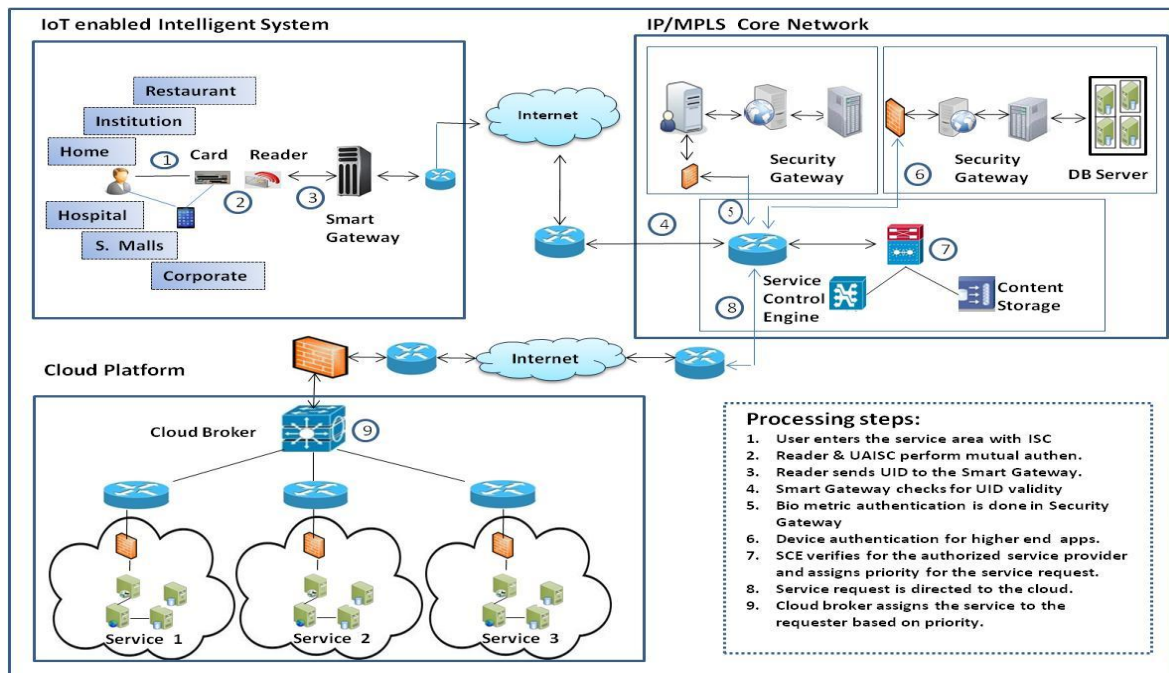 IoT enabled Intelligent System
Restaurant
Institution
Home
1
Card
Reader
2
3
Hospital
S. Malls
Corporate
Smart
Gateway
Internet
4
IP/MPLS Core Network
Security
Gateway
6
Security
Gateway
DB Server
5
7
Service
Control
Engine
Content
Storage
8
Cloud Platform
Internet
Cloud Broker
9
Service 1
Service 2
Service 3
Processing steps:
1. User enters the service area with ISC
2. Reader & UAISC perform mutual authen.
3. Reader sends UID to the Smart Gateway.
4. Smart Gateway checks for UID validity
5. Bio metric authentication is done in Security
Gateway
6. Device authentication for higher end apps.
7. SCE verifies for the authorized service provider
and assigns priority for the service request.
8. Service request is directed to the cloud.
9. Cloud broker assigns the service to the
requester based on priority.